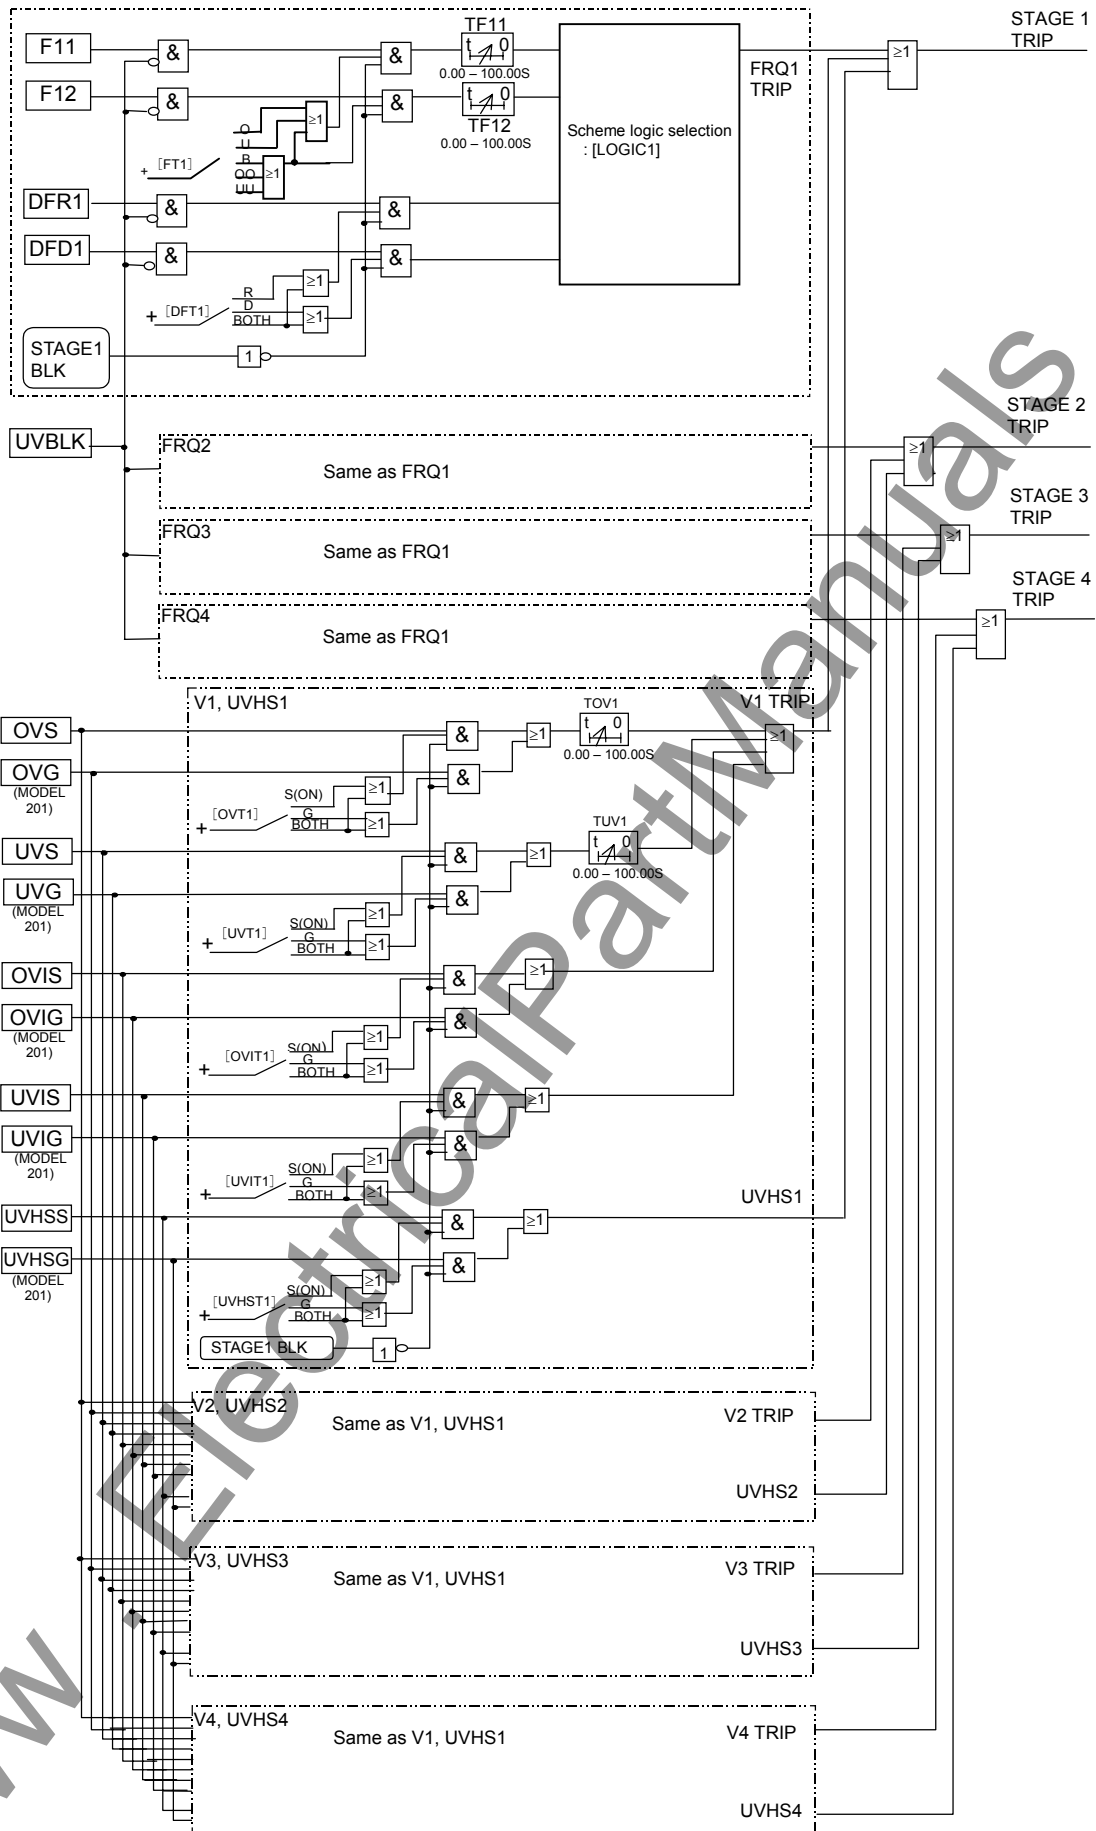 STAGE 1
TRIP
TF11
F11
&
&
t 0
≥1
0.00 – 100.00S
FRQ1
TRIP
F12
&
&
t 0
TF12
0.00 – 100.00S
Scheme logic selection
: [LOGIC1]
O
U
≥1
+ [FT1]
B
OO
UU
≥1
DFR1
&
&
DFD1
&
&
+ [DFT1]
R
D
BOTH
≥1
≥1
STAGE1
BLK
1
STAGE 2
TRIP
UVBLK
FRQ2
Same as FRQ1
≥1
STAGE 3
TRIP
FRQ3
Same as FRQ1
≥1
STAGE 4
TRIP
FRQ4
Same as FRQ1
≥1
V1, UVHS1
TOV1
V1 TRIP
OVS
&
≥1
t 0
≥1
0.00 – 100.00S
OVG
(MODEL
201)
&
+ [OVT1]
S(ON)
G
BOTH
≥1
≥1
TUV1
UVS
&
≥1
t 0
0.00 – 100.00S
UVG
(MODEL
201)
&
+ [UVT1]
S(ON)
G
BOTH
≥1
≥1
OVIS
&
≥1
OVIG
(MODEL
201)
&
+ [OVIT1]
S(ON)
G
BOTH
≥1
≥1
UVIS
&
≥1
UVIG
(MODEL
201)
&
+ [UVIT1]
S(ON)
G
BOTH
≥1
≥1
UVHS1
UVHSS
&
≥1
UVHSG
(MODEL
201)
&
+ [UVHST1]
S(ON)
G
BOTH
≥1
≥1
STAGE1 BLK
1
V2, UVHS2
Same as V1, UVHS1
V2 TRIP
UVHS2
V3, UVHS3
Same as V1, UVHS1
V3 TRIP
UVHS3
V4, UVHS4
Same as V1, UVHS1
V4 TRIP
UVHS4
w . ElectricalPartManuals